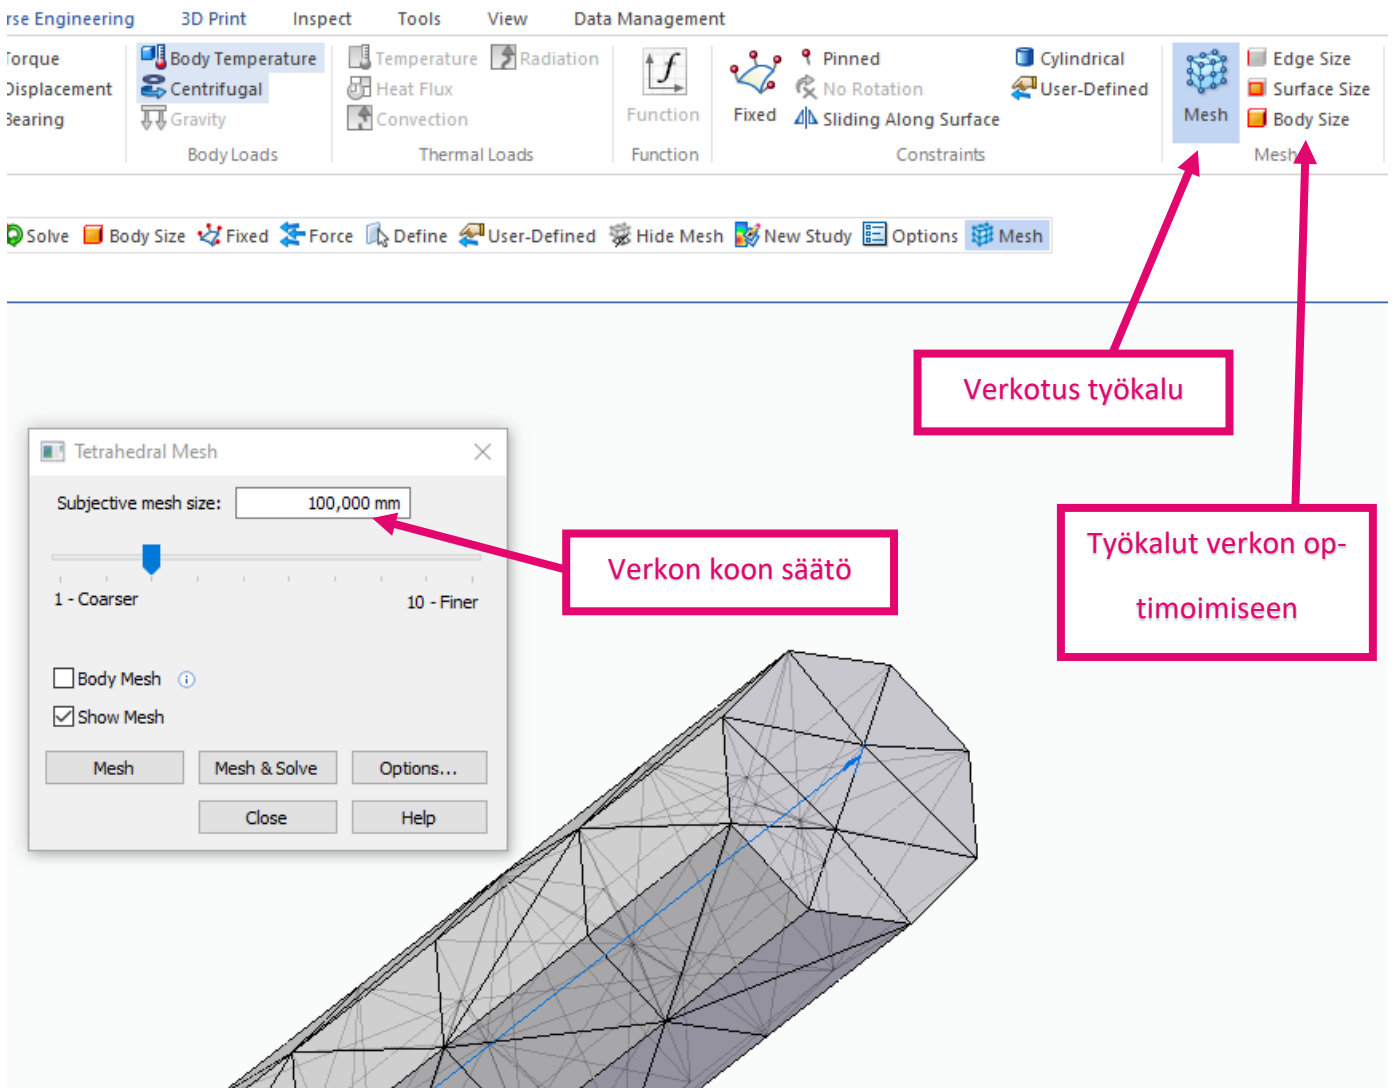 rse Engineering 3D Print Inspect Tools View Data Management
Torque Body Temperature Temperature Radiation Pinned Cylindrical Edge Size
Displacement Centrifugal Heat Flux No Rotation User-Defined Surface Size
Bearing Gravity Convection Function Fixed Sliding Along Surface Mesh Body Size
Body Loads Thermal Loads Function Constraints Mesh
Solve Body Size Fixed Force Define User-Defined Hide Mesh New Study Options Mesh
Verkotus työkalu
Tetrahedral Mesh
Subjective mesh size: 100,000 mm
Verkon koon säätö
Työkalut verkon op-
timoimiseen
1 - Coarser 10 - Finer
Body Mesh
Show Mesh
Mesh Mesh & Solve Options...
Close Help